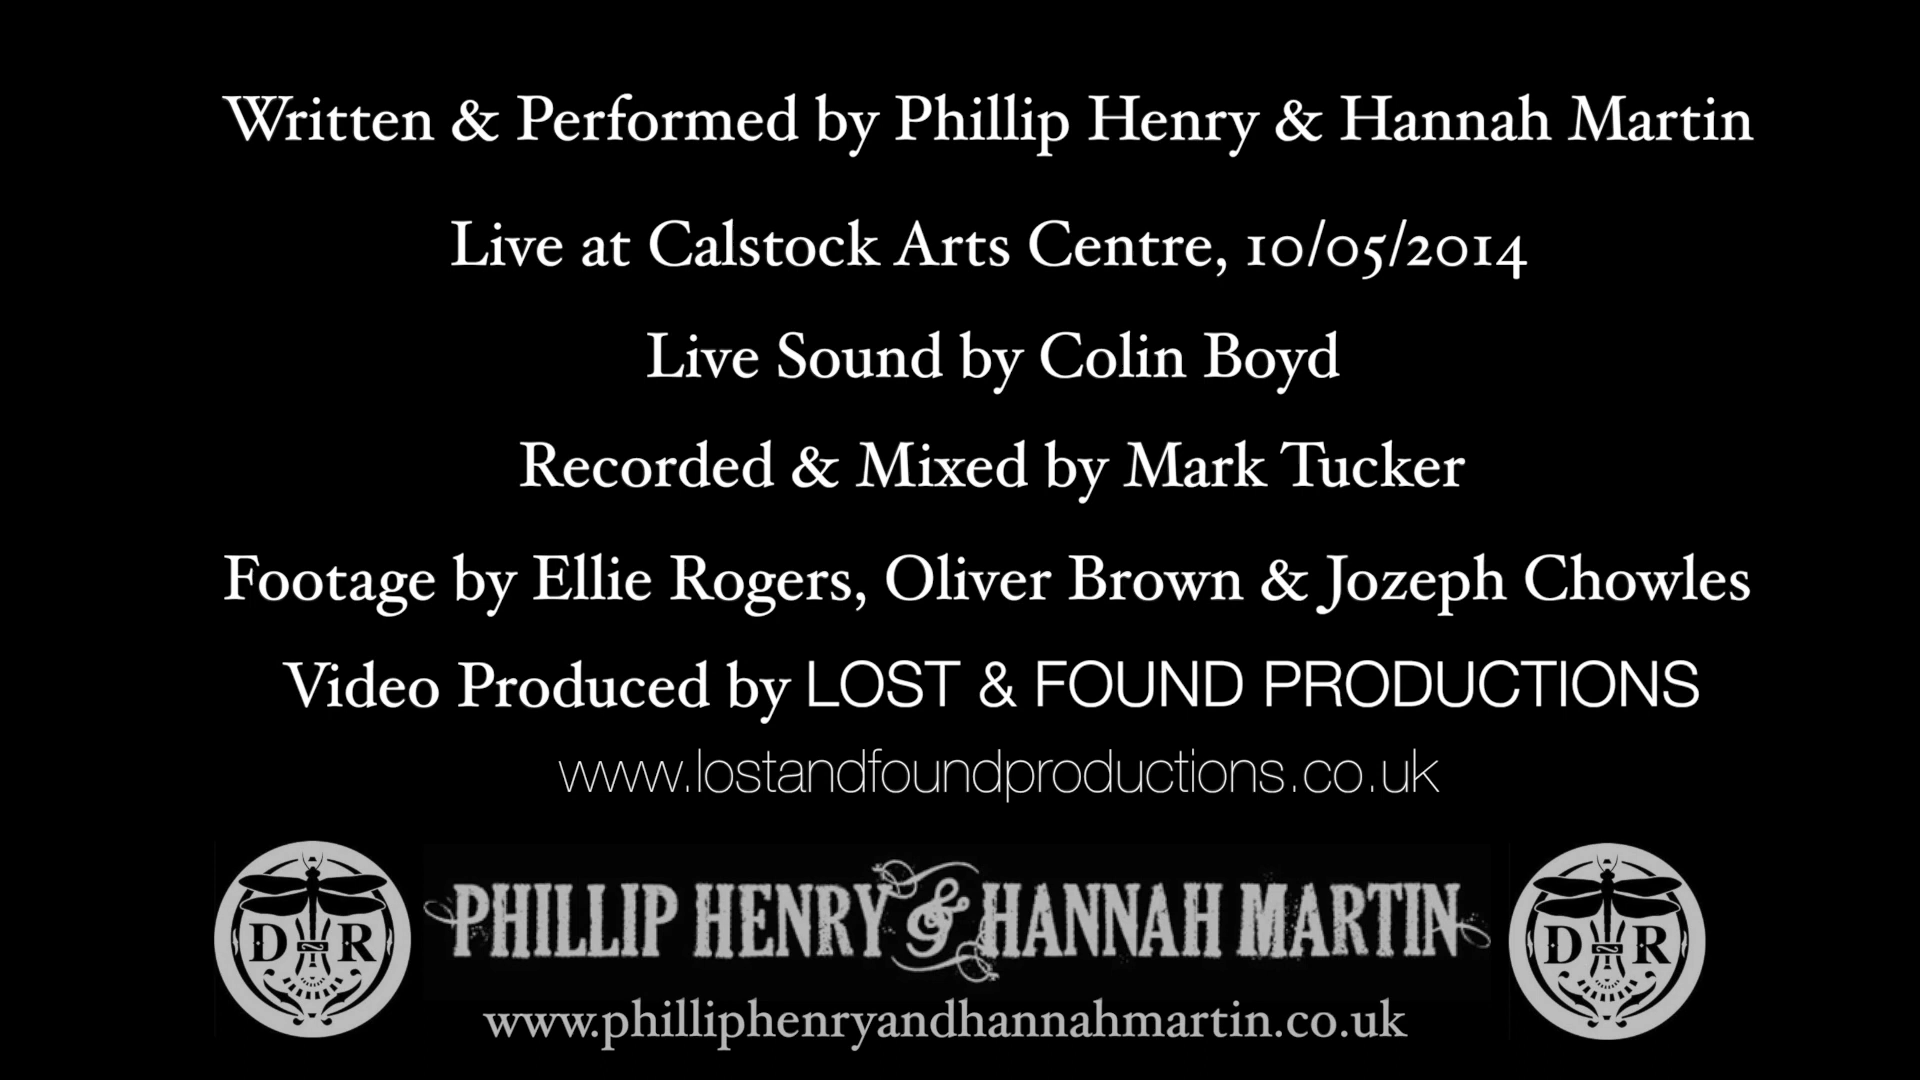 Written & Performed by Phillip Henry & Hannah Martin
Live at Calstock Arts Centre, 10/05/2014
Live Sound by Colin Boyd
Recorded & Mixed by Mark Tucker
Footage by Ellie Rogers, Oliver Brown & Jozeph Chowles
Video Produced by LOST & FOUND PRODUCTIONS
www.lostandfoundproductions.co.uk
D R
PHILLIP HENRY & HANNAH MARTIN
D R
www.philliphenryandhannahmartin.co.uk